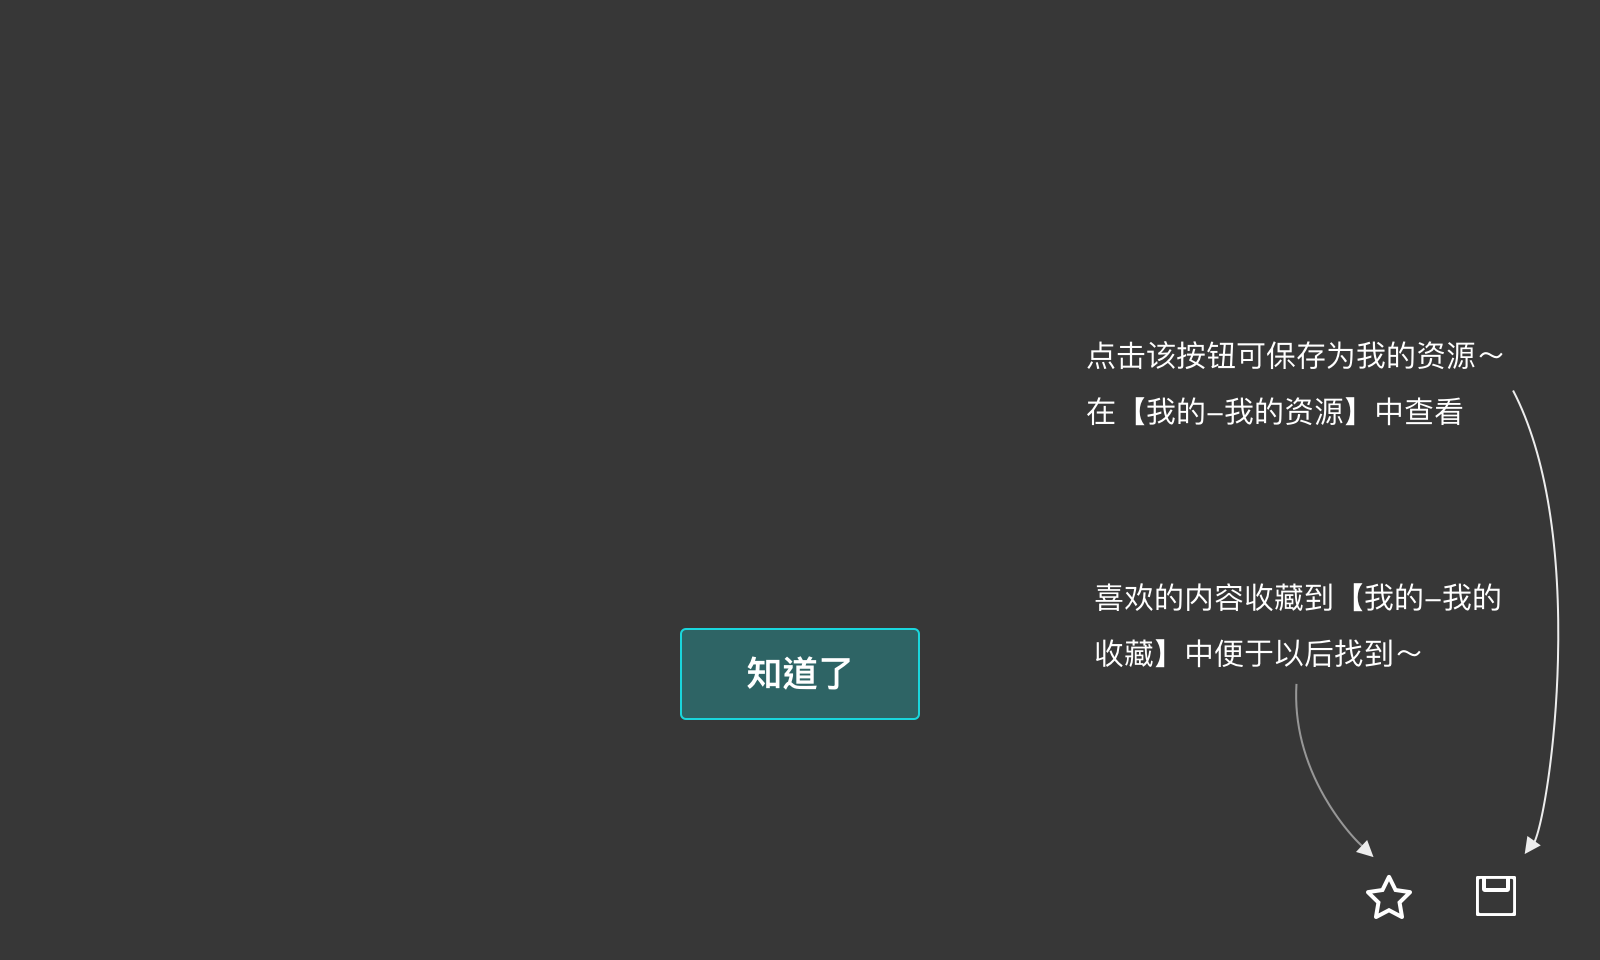 点击该按钮可保存为我的资源～
在【我的–我的资源】中查看
喜欢的内容收藏到【我的–我的
收藏】中便于以后找到～
知道了